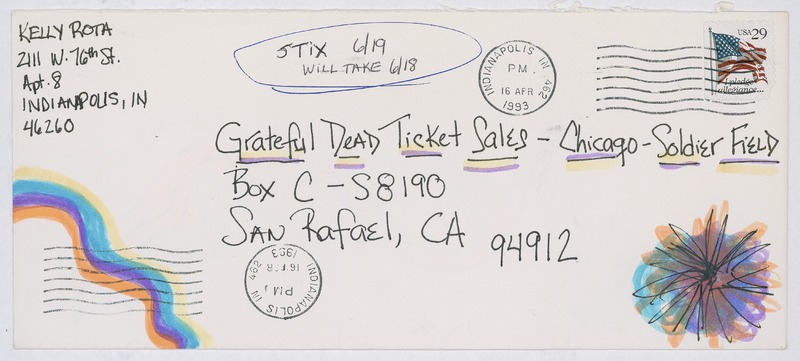 KELLY ROTA
2111 W. 76th St.
Apt. 8
INDIANAPOLIS, IN
46260
5TIX 6/19
WILL TAKE 6/18
INDIANAPOLIS IN 462
PM
16 APR
1993
USA 29
I pledge
allegiance...
Grateful DEAD Ticket Sales - Chicago - Soldier Field
Box C - S8190
SAN Rafael, CA 94912
INDIANAPOLIS IN 462
PM
16 APR
1993